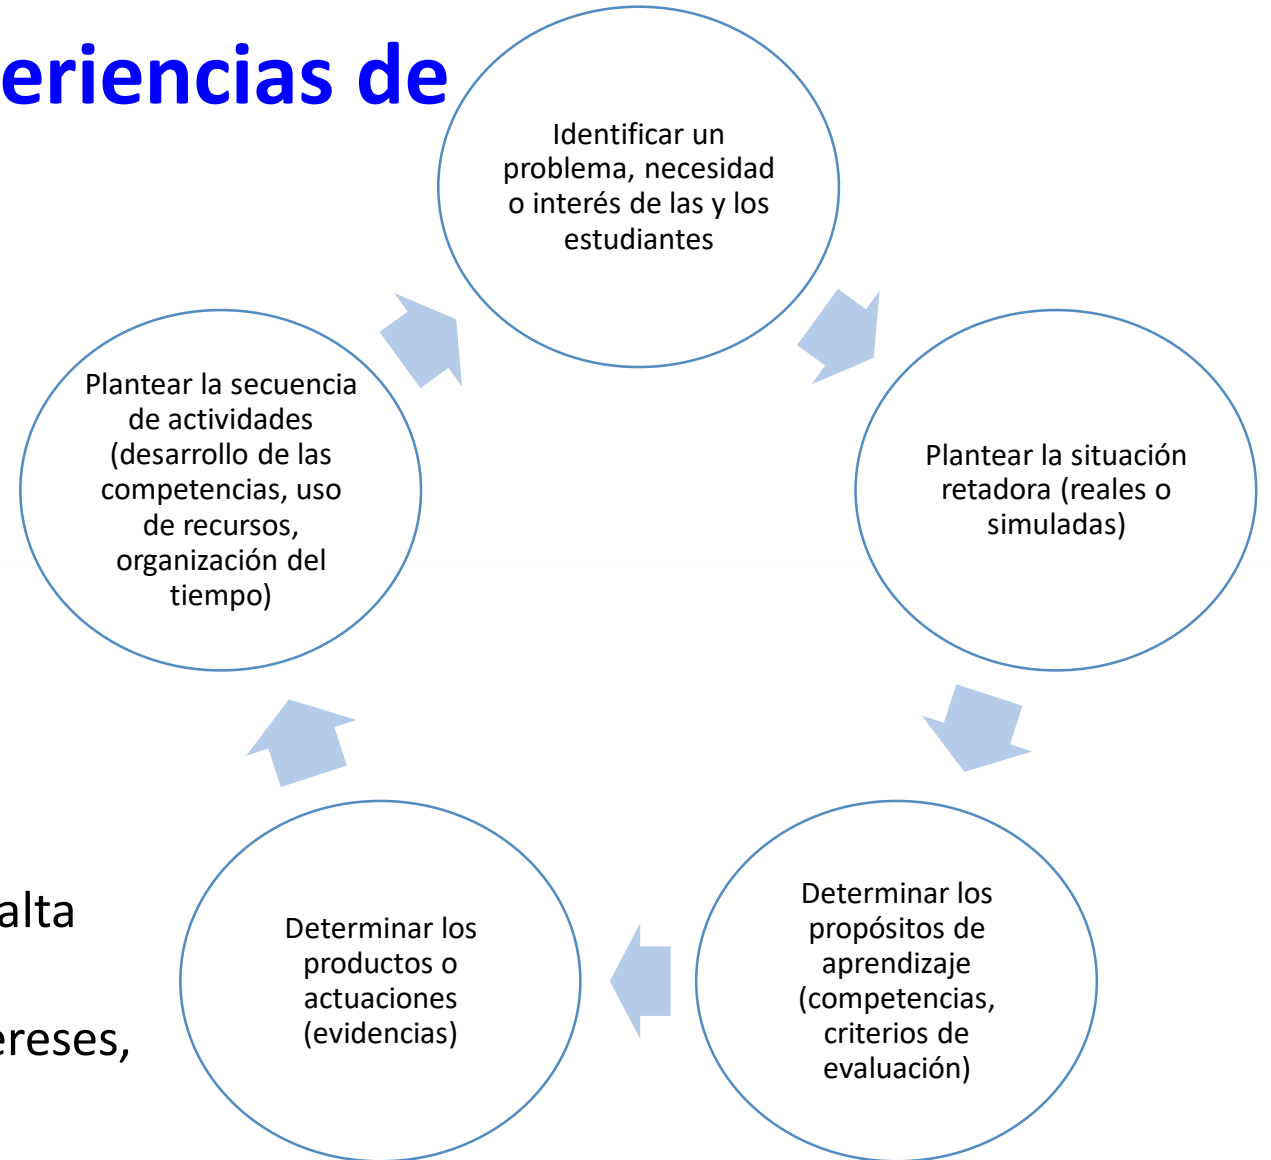 eriencias de
Identificar un
problema, necesidad
o interés de las y los
estudiantes
Plantear la situación
retadora (reales o
simuladas)
Determinar los
propósitos de
aprendizaje
(competencias,
criterios de
evaluación)
Determinar los
productos o
actuaciones
(evidencias)
Plantear la secuencia
de actividades
(desarrollo de las
competencias, uso
de recursos,
organización del
tiempo)
alta
ereses,